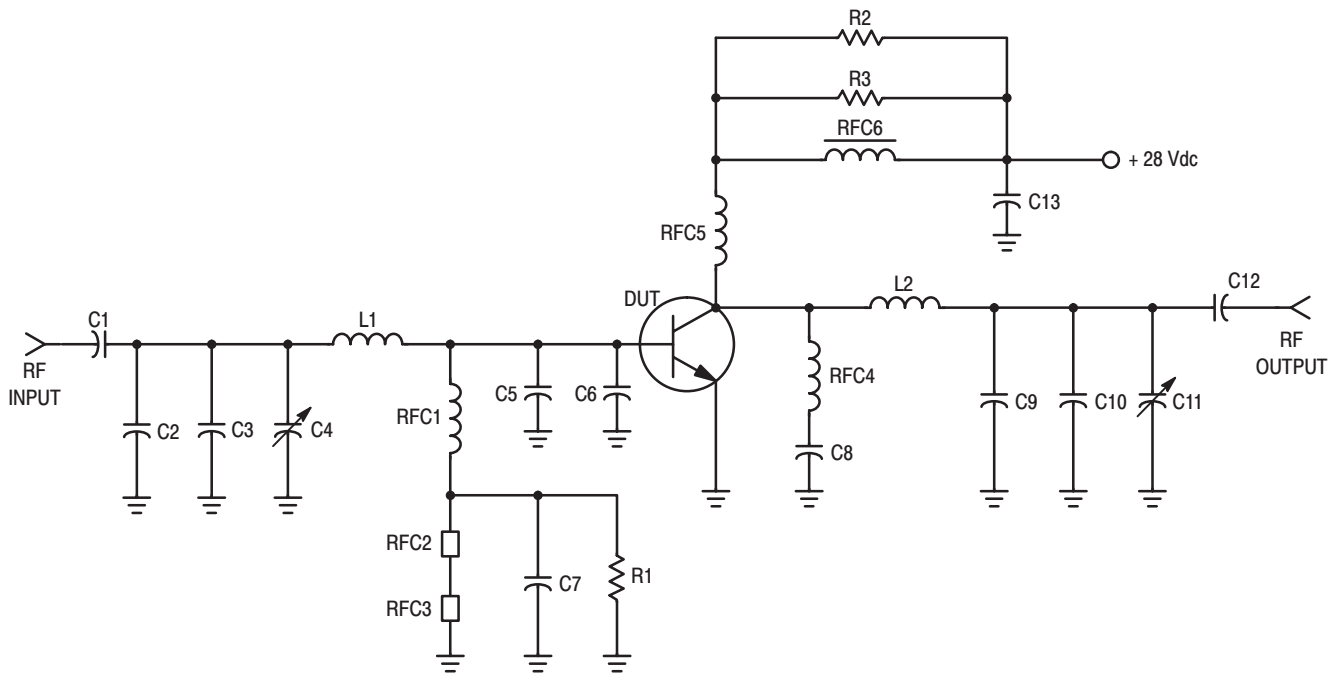 R2
R3
RFC6
+ 28 Vdc
C13
RFC5
DUT
L2
C12
C1
L1
RF
INPUT
RF
OUTPUT
RFC4
C2
C3
C4
RFC1
C5
C6
C8
C9
C10
C11
RFC2
RFC3
C7
R1